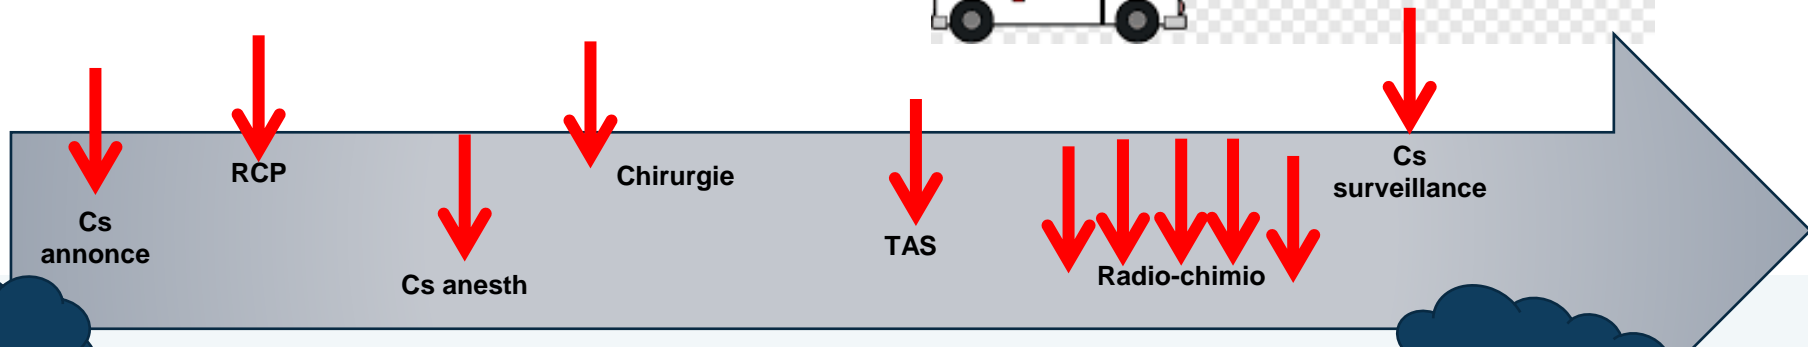 Cs
annonce
RCP
Cs anesth
Chirurgie
TAS
Radio-chimio
Cs
surveillance